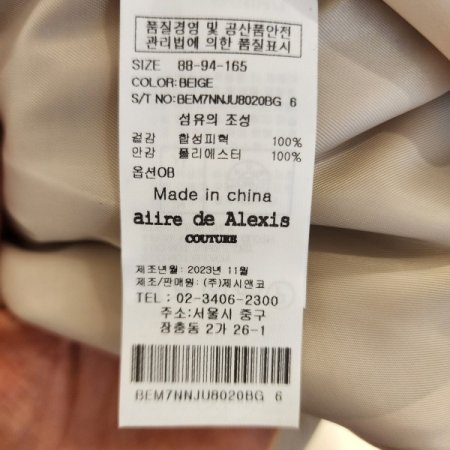 품질경영 및 공산품안전
관리법에 의한 품질표시
SIZE 88-94-165
COLOR:BEIGE
S/T NO:BEM7NNJU8020BG 6
섬유의 조성
겉감 합성피혁 100%
안감 폴리에스터 100%
옵션OB
Made in china
aiire de Alexis
COUTURE
제조년월: 2023년 11월
제조/판매원: (주)제시앤코
TEL: 02-3406-2300
주소:서울시 중구
장충동 2가 26-1
BEM7NNJU8020BG 6